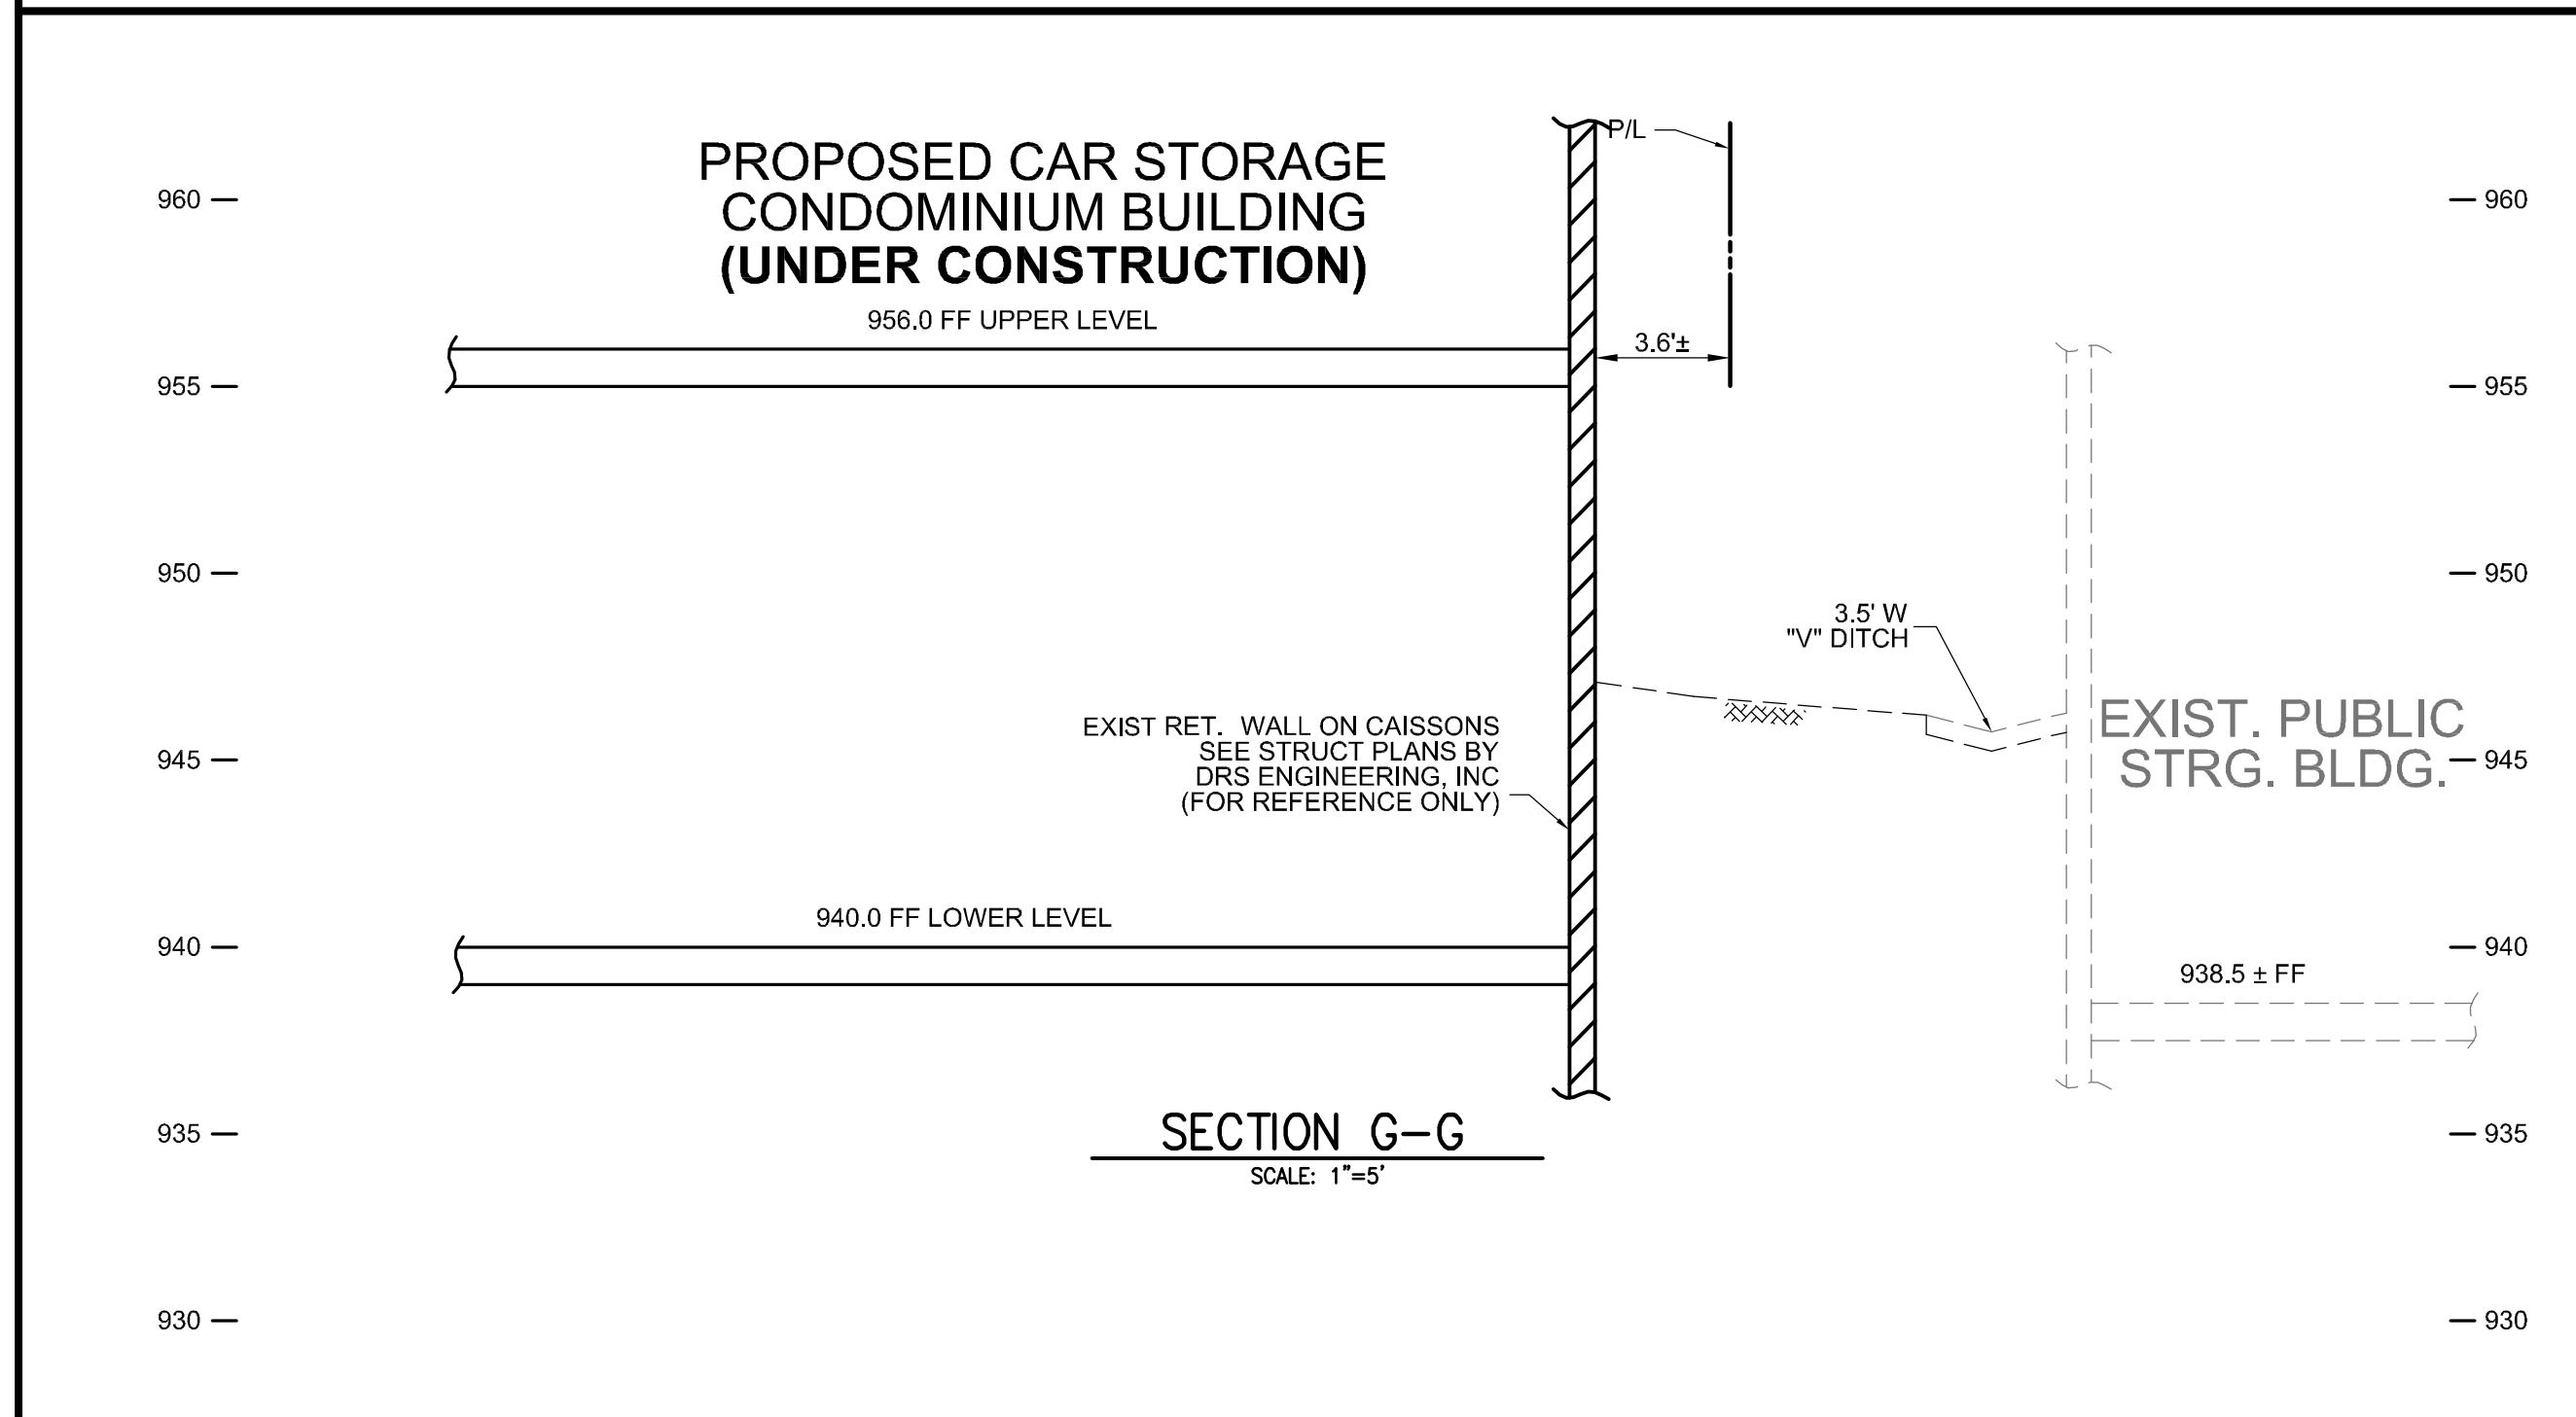 PROPOSED CAR STORAGE
CONDOMINIUM BUILDING
(UNDER CONSTRUCTION)
P/L
960
960
956.0 FF UPPER LEVEL
3.6'±
955
955
950
950
3.5' W
"V" DITCH
EXIST RET. WALL ON CAISSONS
SEE STRUCT PLANS BY
DRS ENGINEERING, INC
(FOR REFERENCE ONLY)
EXIST. PUBLIC
STRG. BLDG.
945
945
940.0 FF LOWER LEVEL
940
940
938.5 ± FF
SECTION G-G
SCALE: 1"=5'
935
935
930
930